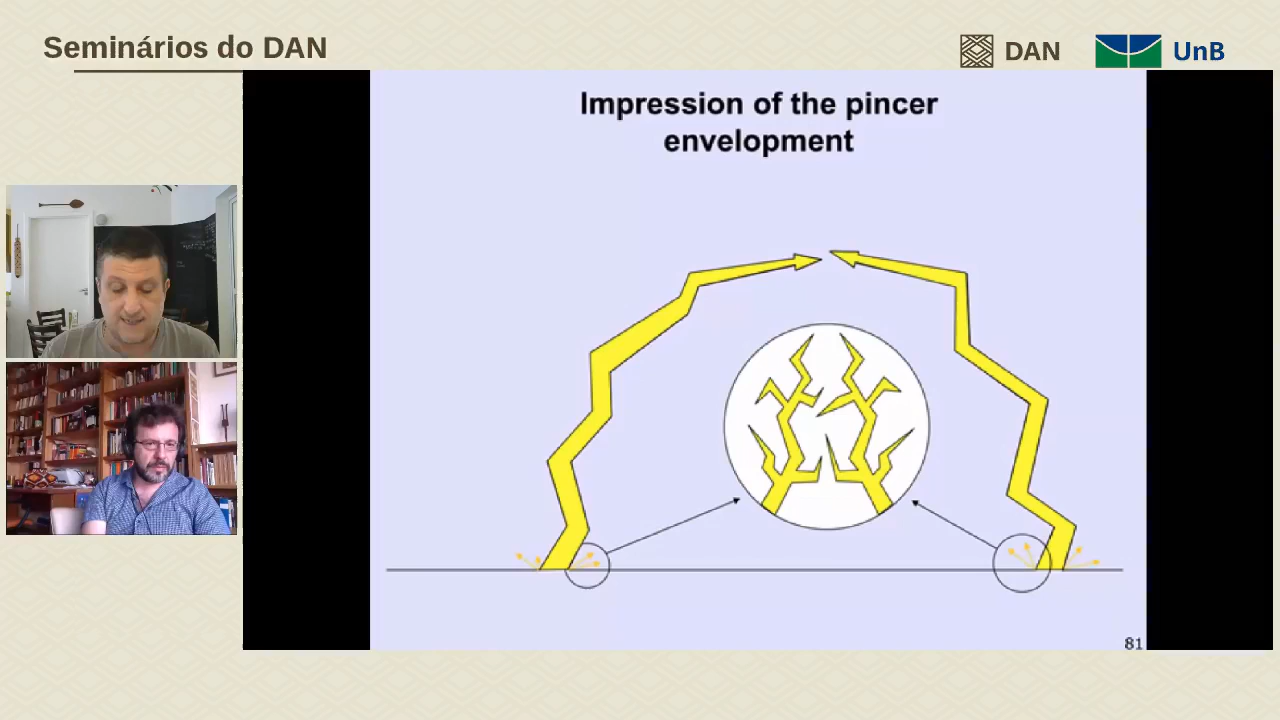 Seminários do DAN
DAN
UnB
Impression of the pincer
envelopment
81